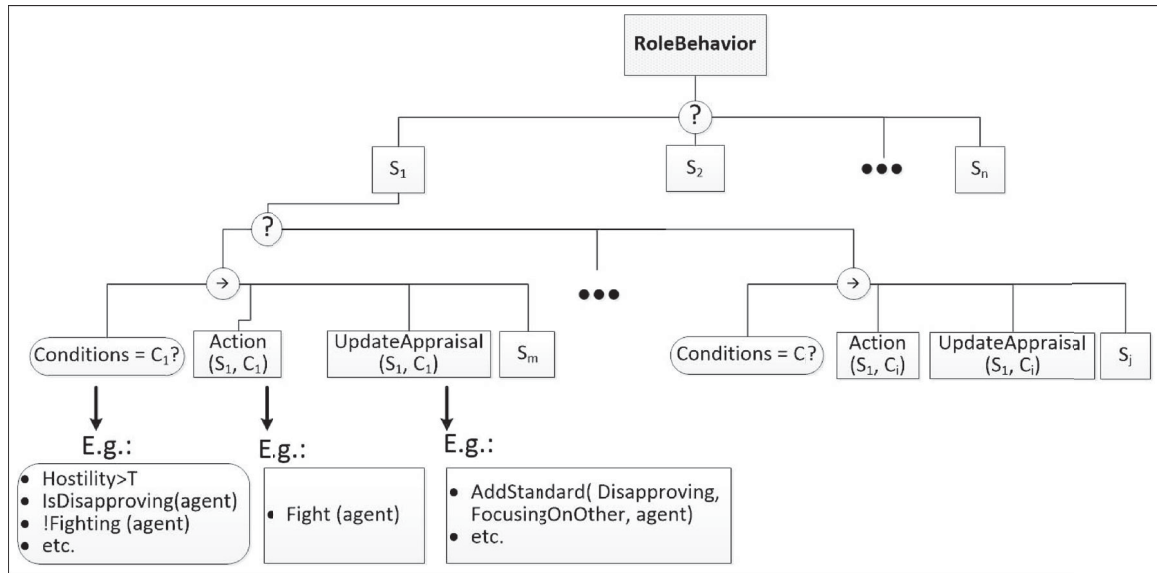 RoleBehavior
?
S₁
S₂
•••
Sₙ
?
→
•••
→
Conditions = C₁?
Action
(S₁, C₁)
UpdateAppraisal
(S₁, C₁)
Sₘ
Conditions = C?
Action
(S₁, Cᵢ)
UpdateAppraisal
(S₁, Cᵢ)
Sⱼ
E.g.:
• Hostility>T
• IsDisapproving(agent)
• !Fighting (agent)
• etc.
E.g.:
• Fight (agent)
E.g.:
• AddStandard( Disapproving,
FocusingOnOther, agent)
• etc.